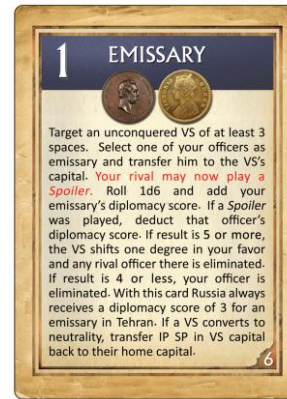 1 EMISSARY
Target an unconquered VS of at least 3
spaces. Select one of your officers as
emissary and transfer him to the VS's
capital. Your rival may now play a
Spoiler. Roll 1d6 and add your
emissary's diplomacy score. If a Spoiler
was played, deduct that officer's
diplomacy score. If result is 5 or more,
the VS shifts one degree in your favor
and any rival officer there is eliminated.
If result is 4 or less, your officer is
eliminated. With this card Russia always
receives a diplomacy score of 3 for an
emissary in Tehran. If a VS converts to
neutrality, transfer IP SP in VS capital
back to their home capital.
6